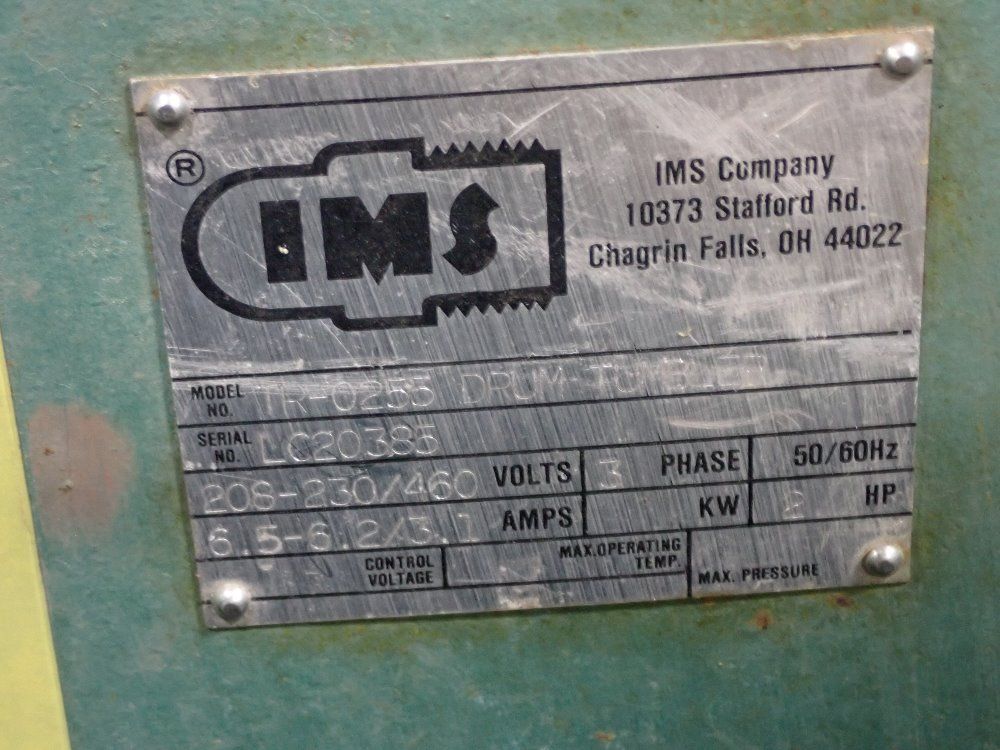 ®
IMS
IMS Company
10373 Stafford Rd.
Chagrin Falls, OH 44022
MODEL NO. TR-0255 DRUM TUMBLER
SERIAL NO. LC20385
208-230/460 VOLTS 3 PHASE 50/60Hz
6.5-6.2/3.1 AMPS KW HP
CONTROL VOLTAGE MAX.OPERATING TEMP. MAX. PRESSURE